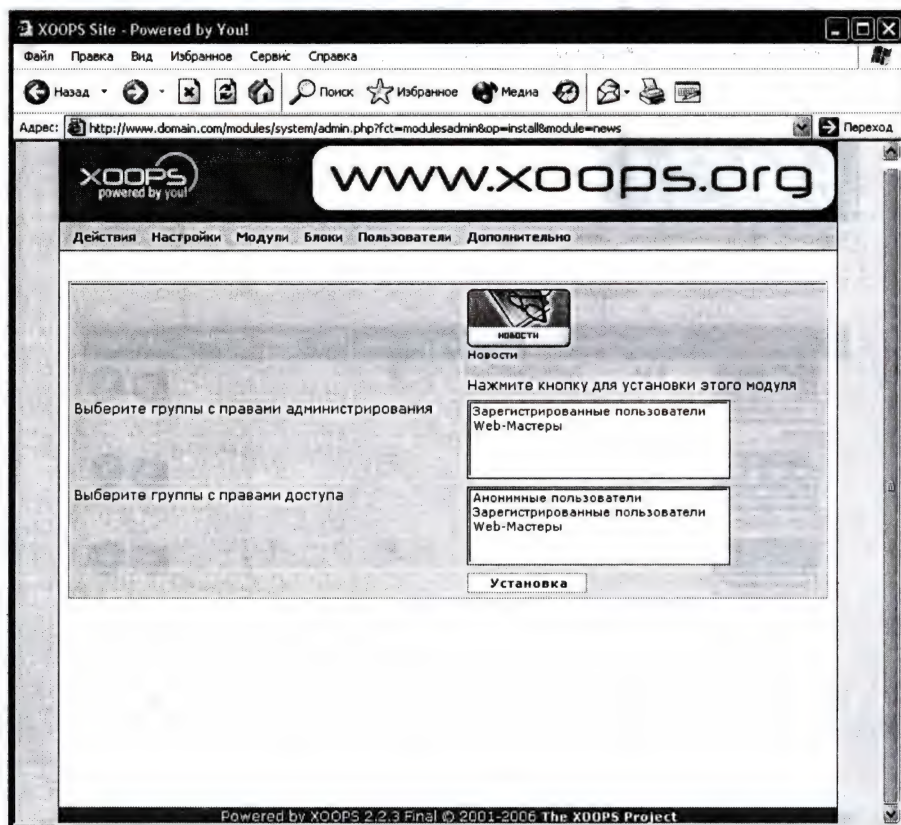 XOOPS Site - Powered by You!
Файл Правка Вид Избранное Сервис Справка
Назад Поиск Избранное Медиа
Адрес: http://www.domain.com/modules/system/admin.php?fct=modulesadmin&op=install&module=news Переход
XOOPS
powered by you!
www.xoops.org
Действия Настройки Модули Блоки Пользователи Дополнительно
НОВОСТИ
Новости
Нажмите кнопку для установки этого модуля
Выберите группы с правами администрирования
Зарегистрированные пользователи
Web-Мастеры
Выберите группы с правами доступа
Анонимные пользователи
Зарегистрированные пользователи
Web-Мастеры
Установка
Powered by XOOPS 2.2.3 Final © 2001-2006 The XOOPS Project